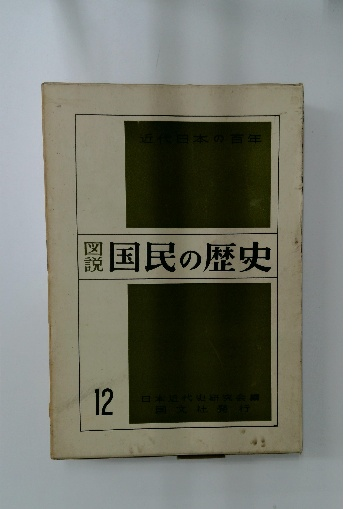 近代日本の百年
図説 国民の歴史
12
日本近代史研究会編
国文社発行